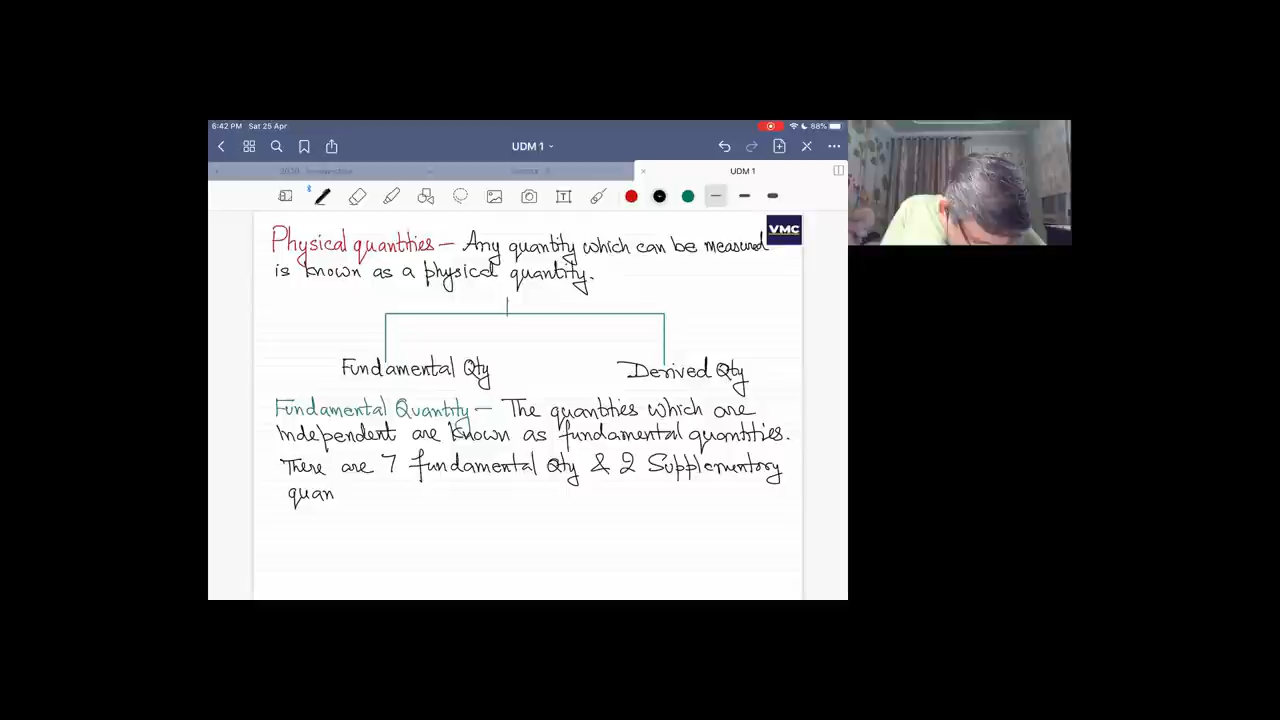 6:42 PM Sat 25 Apr
88%
UDM 1
UDM 1
T
VMC
Physical quantities – Any quantity which can be measured
is known as a physical quantity.
Fundamental Qty
Derived Qty
Fundamental Quantity – The quantities which are
independent are known as fundamental quantities.
There are 7 fundamental Qty & 2 Supplementory
quan